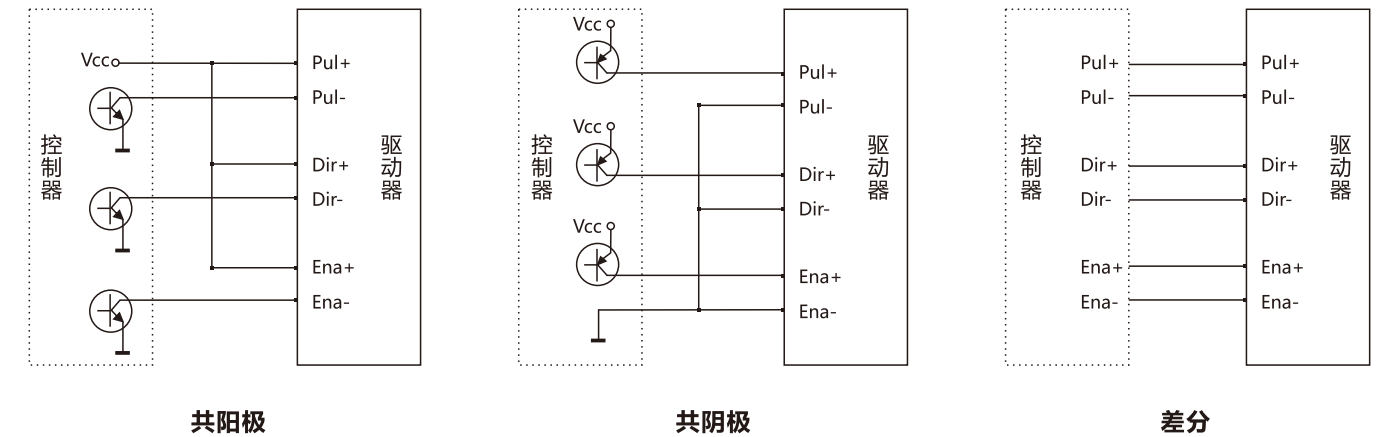 Vcc
Pul+
Pul-
控制器
驱动器
Dir+
Dir-
Ena+
Ena-
共阳极
Vcc
Pul+
Pul-
Vcc
控制器
驱动器
Dir+
Dir-
Vcc
Ena+
Ena-
共阴极
Pul+ Pul+
Pul- Pul-
控制器
驱动器
Dir+ Dir+
Dir- Dir-
Ena+ Ena+
Ena- Ena-
差分